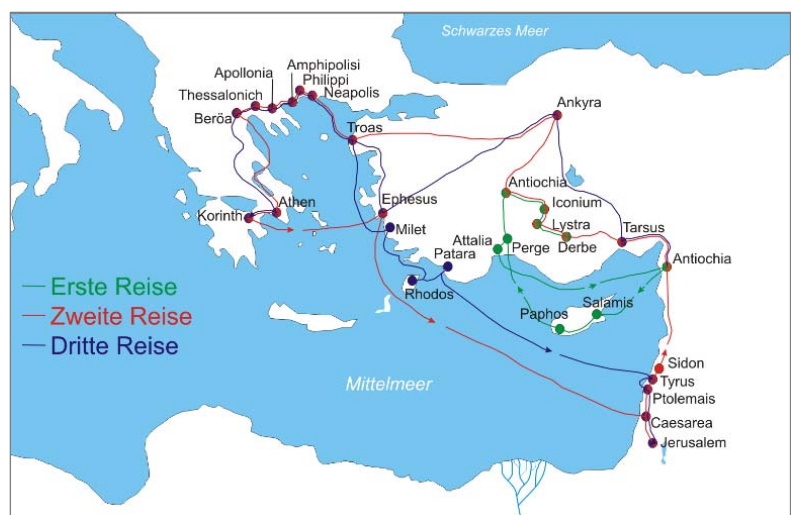 Schwarzes Meer
Amphipolisi
Apollonia
Philippi
Thessalonich
Neapolis
Beröa
Ankyra
Troas
Antiochia
Iconium
Athen
Ephesus
Korinth
Lystra
Tarsus
Milet
Attalia
Perge
Derbe
Patara
Antiochia
Erste Reise
Rhodos
Salamis
Paphos
Zweite Reise
Dritte Reise
Sidon
Tyrus
Mittelmeer
Ptolemais
Caesarea
Jerusalem